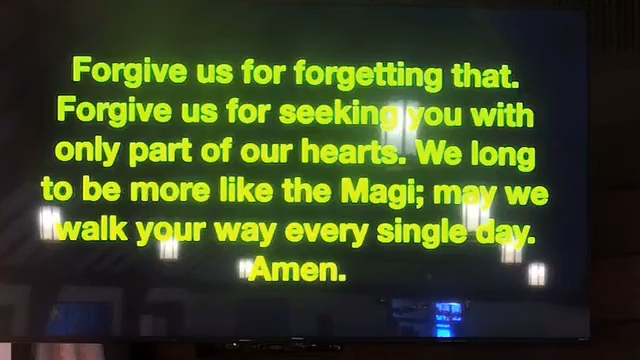 Forgive us for forgetting that.
Forgive us for seeking you with
only part of our hearts. We long
to be more like the Magi; may we
walk your way every single day.
Amen.